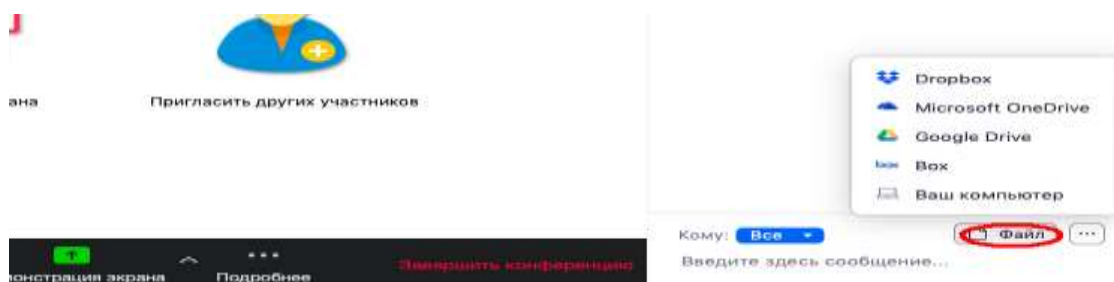 ана
Пригласить других участников
Dropbox
Microsoft OneDrive
Google Drive
box Box
Ваш компьютер
Кому: Все
Файл
Введите здесь сообщение...
онстрация экрана
Подробнее
Завершить конференцию